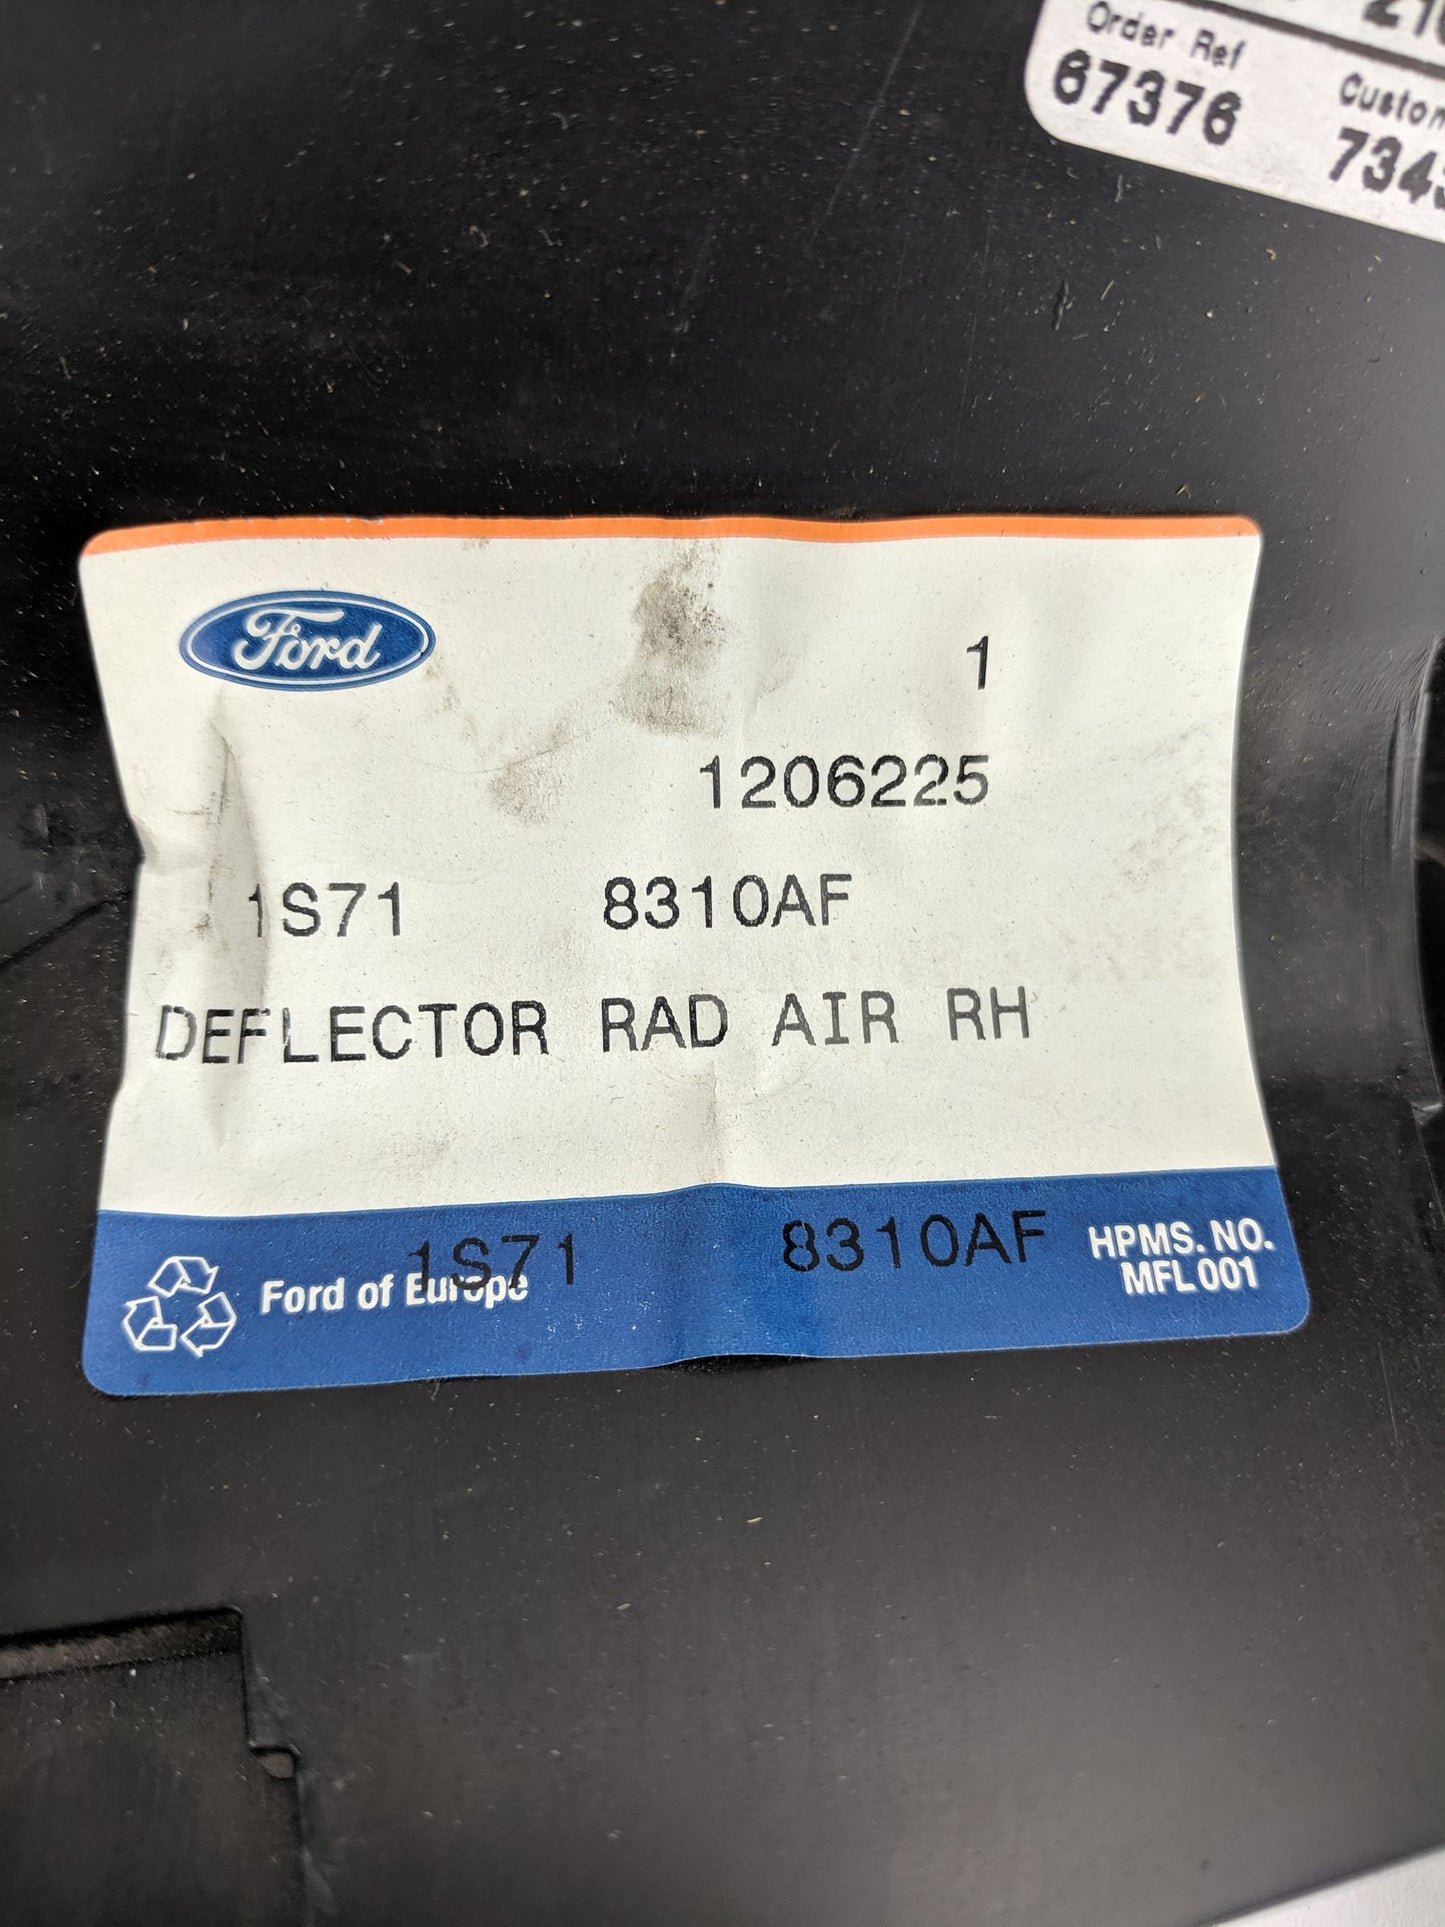 Order Ref
67376
Ford
1
1206225
1S71 8310AF
DEFLECTOR RAD AIR RH
1S71 8310AF
Ford of Europe
HPMS. NO.
MFL001